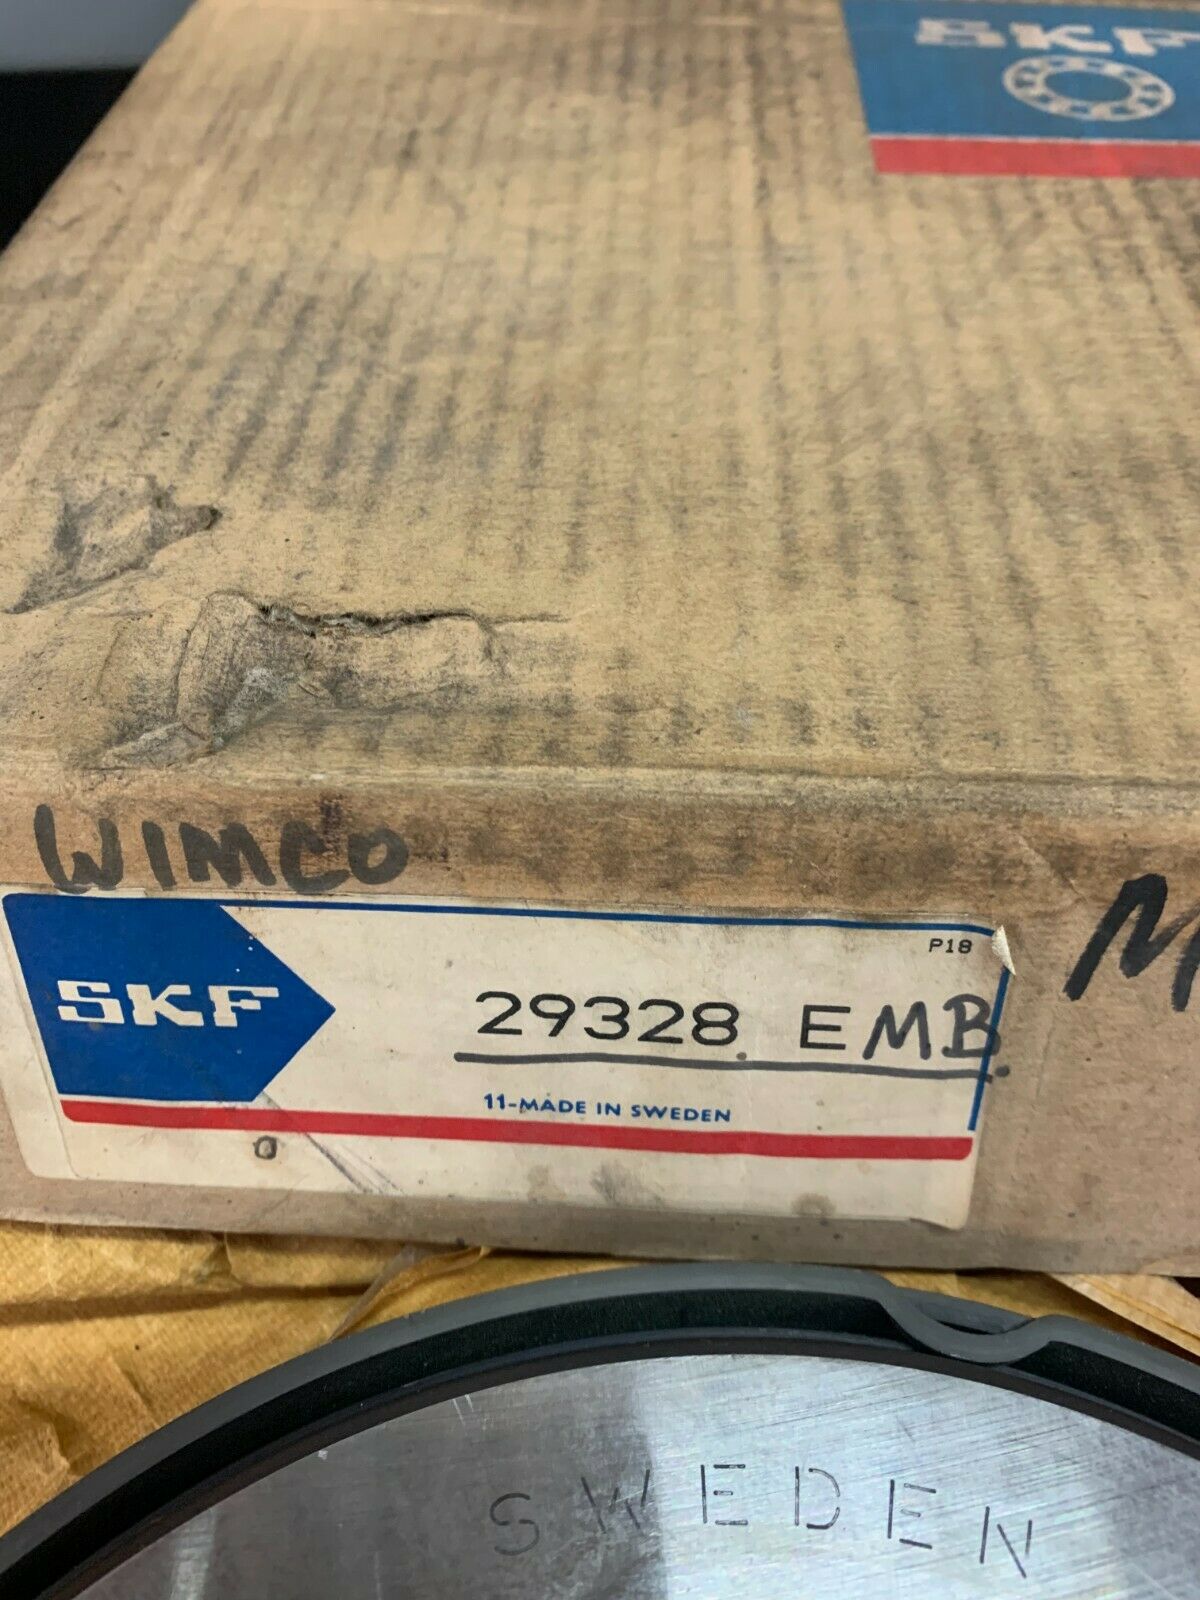 SKF
WIMCO
M
P18
SKF
29328 EMB
11-MADE IN SWEDEN
SWEDEN